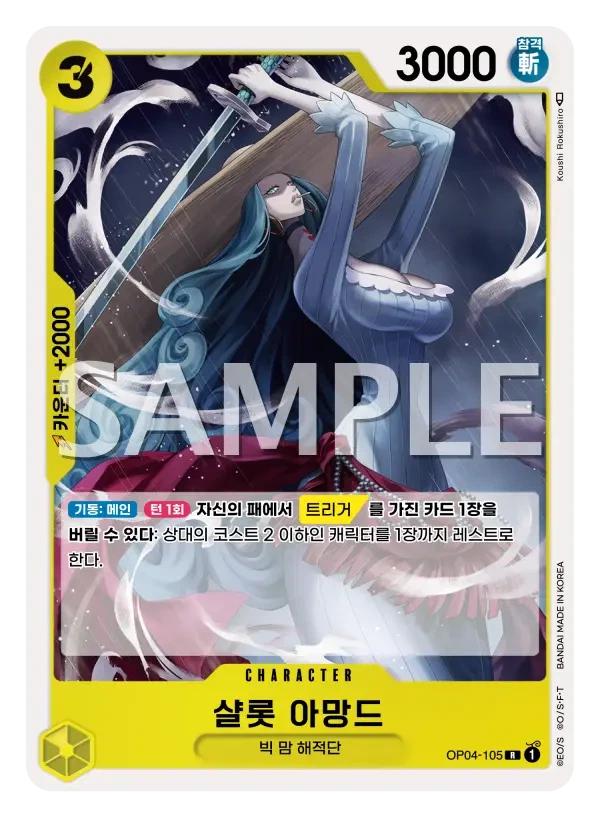 3
3000
참격
斬
Koushi Rokushiro
카운터 +2000
SAMPLE
기동: 메인 턴 1회 자신의 패에서 트리거 를 가진 카드 1장을
버릴 수 있다: 상대의 코스트 2 이하인 캐릭터를 1장까지 레스트로
한다.
CHARACTER
샬롯 아망드
빅 맘 해적단
OP04-105 R 1
©EO/S ©O/S·F·T BANDAI MADE IN KOREA